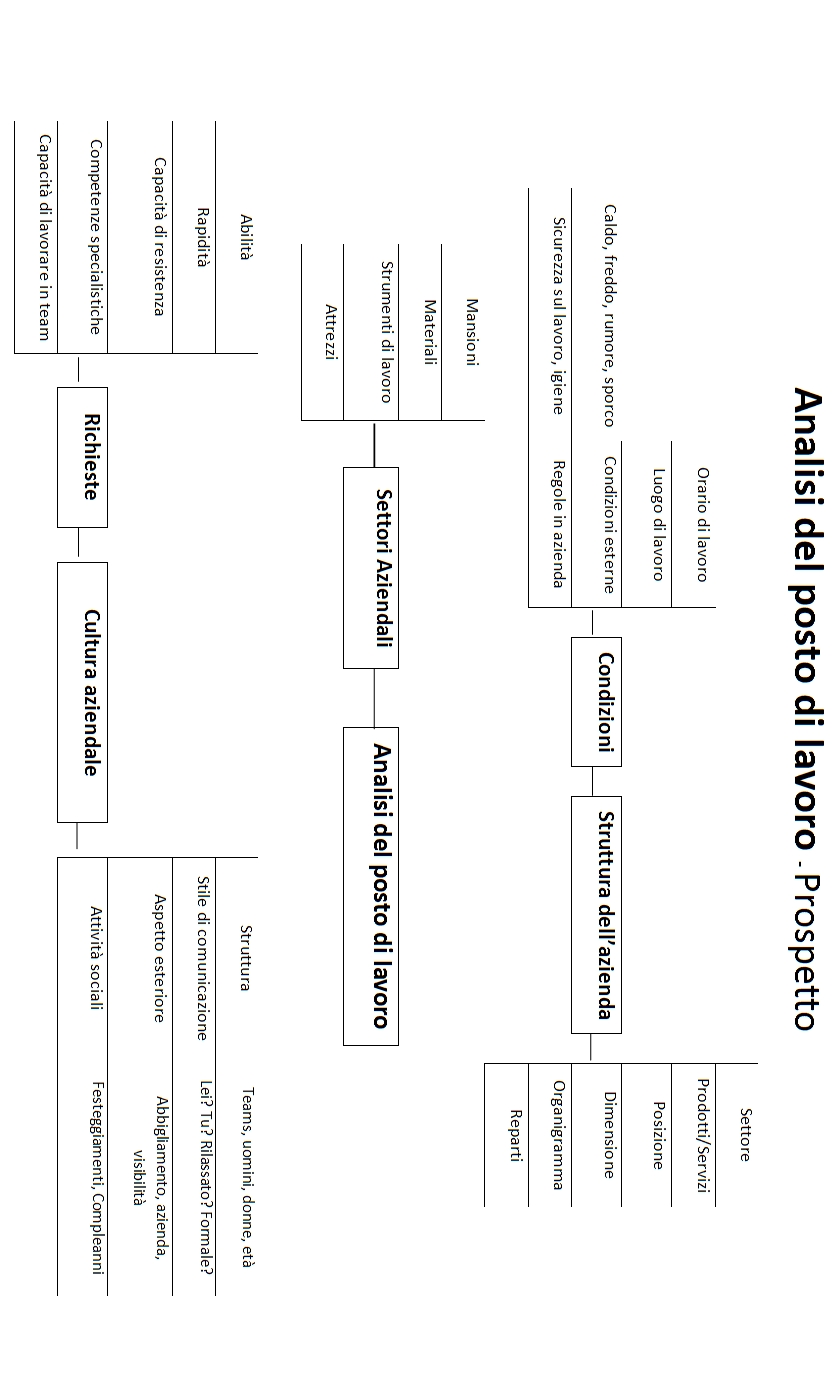 Analisi del posto di lavoro - Prospetto
Orario di lavoro
Luogo di lavoro
Caldo, freddo, rumore, sporco
Condizioni esterne
Sicurezza sul lavoro, igiene
Regole in azienda
Condizioni
Struttura dell’azienda
Settore
Prodotti/Servizi
Posizione
Dimensione
Organigramma
Reparti
Mansioni
Materiali
Strumenti di lavoro
Attrezzi
Settori Aziendali
Analisi del posto di lavoro
Abilità
Rapidità
Capacità di resistenza
Competenze specialistiche
Capacità di lavorare in team
Richieste
Cultura aziendale
Struttura
Teams, uomini, donne, età
Stile di comunicazione
Lei? Tu? Rilassato? Formale?
Aspetto esteriore
Abbigliamento, azienda,
visibilità
Attività sociali
Festeggiamenti, Compleanni